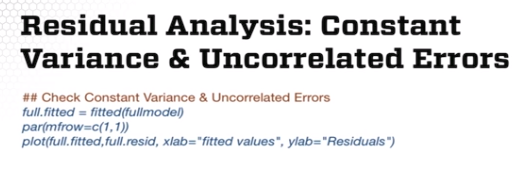 Residual Analysis: Constant
Variance & Uncorrelated Errors
## Check Constant Variance & Uncorrelated Errors
full.fitted = fitted(fullmodel)
par(mfrow=c(1,1))
plot(full.fitted,full.resid, xlab="fitted values", ylab="Residuals")